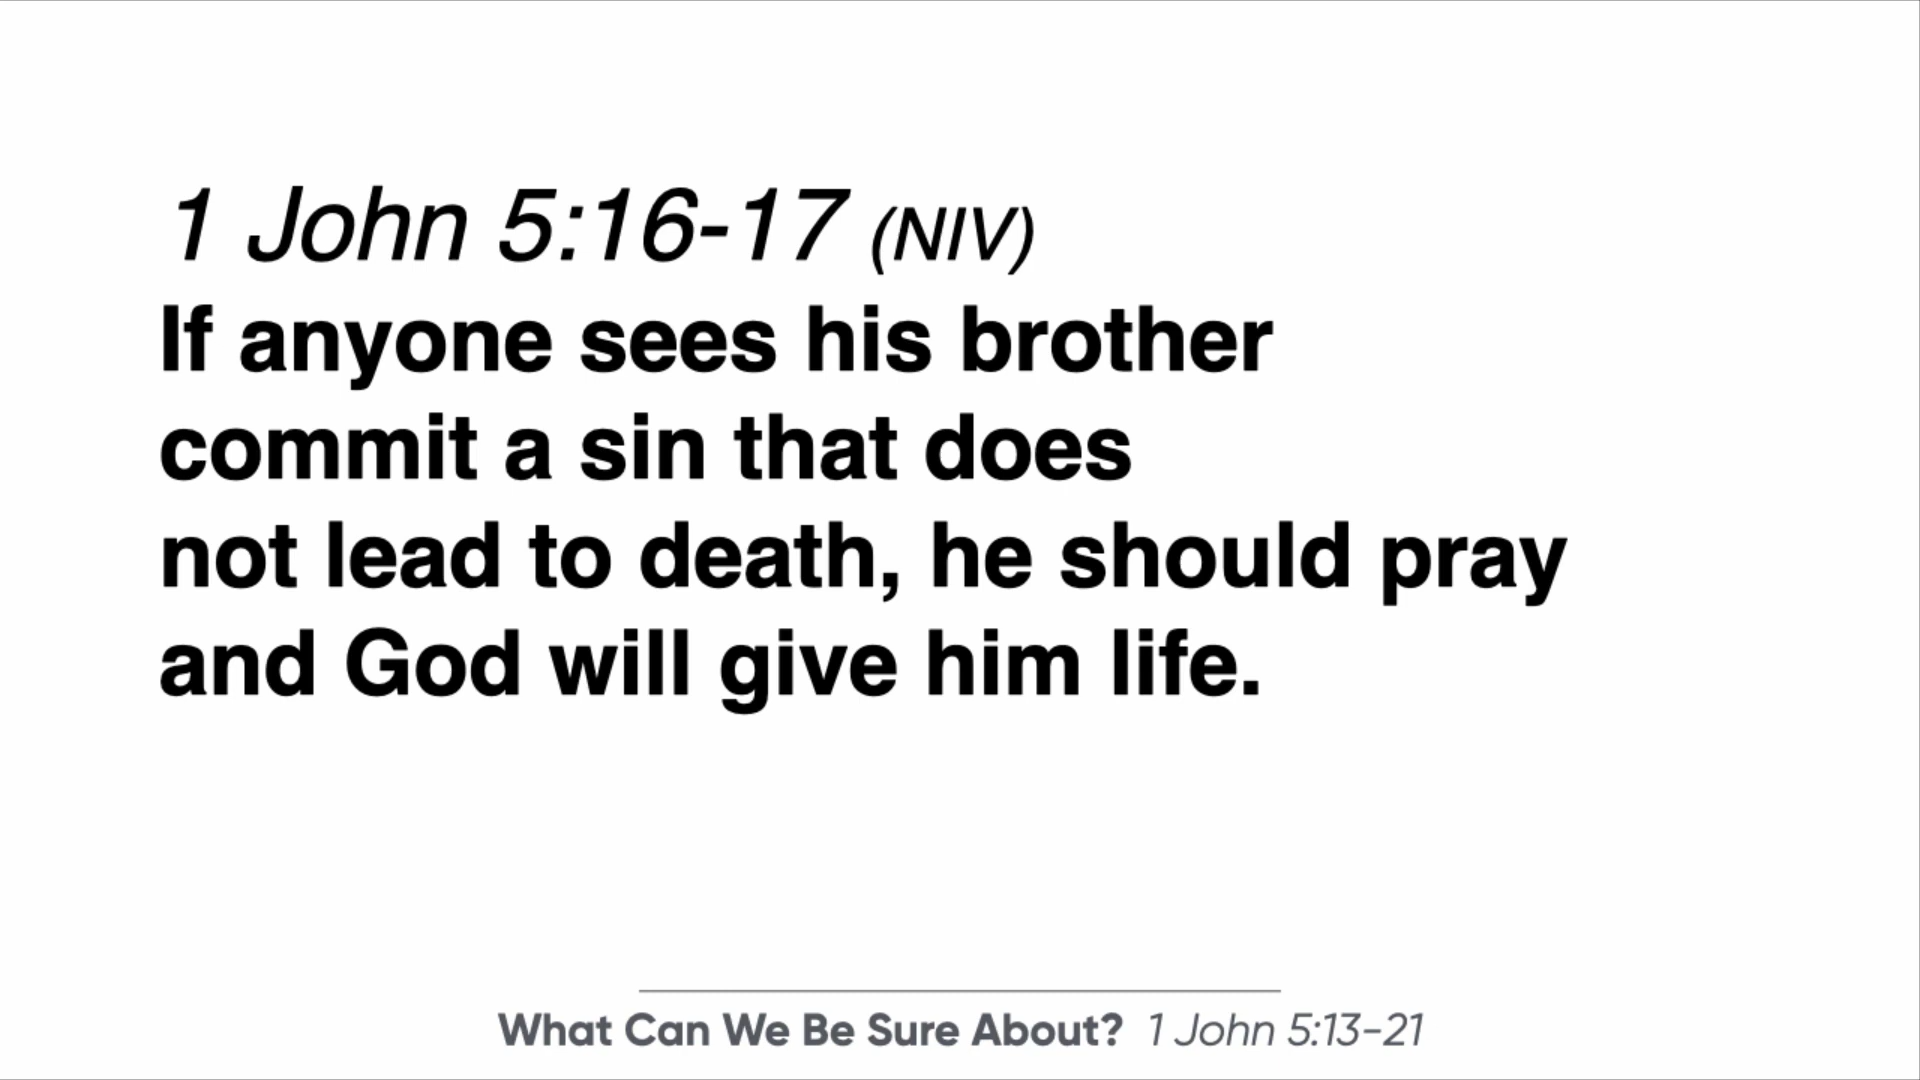 1 John 5:16-17 (NIV)
If anyone sees his brother
commit a sin that does
not lead to death, he should pray
and God will give him life.
What Can We Be Sure About? 1 John 5:13–21